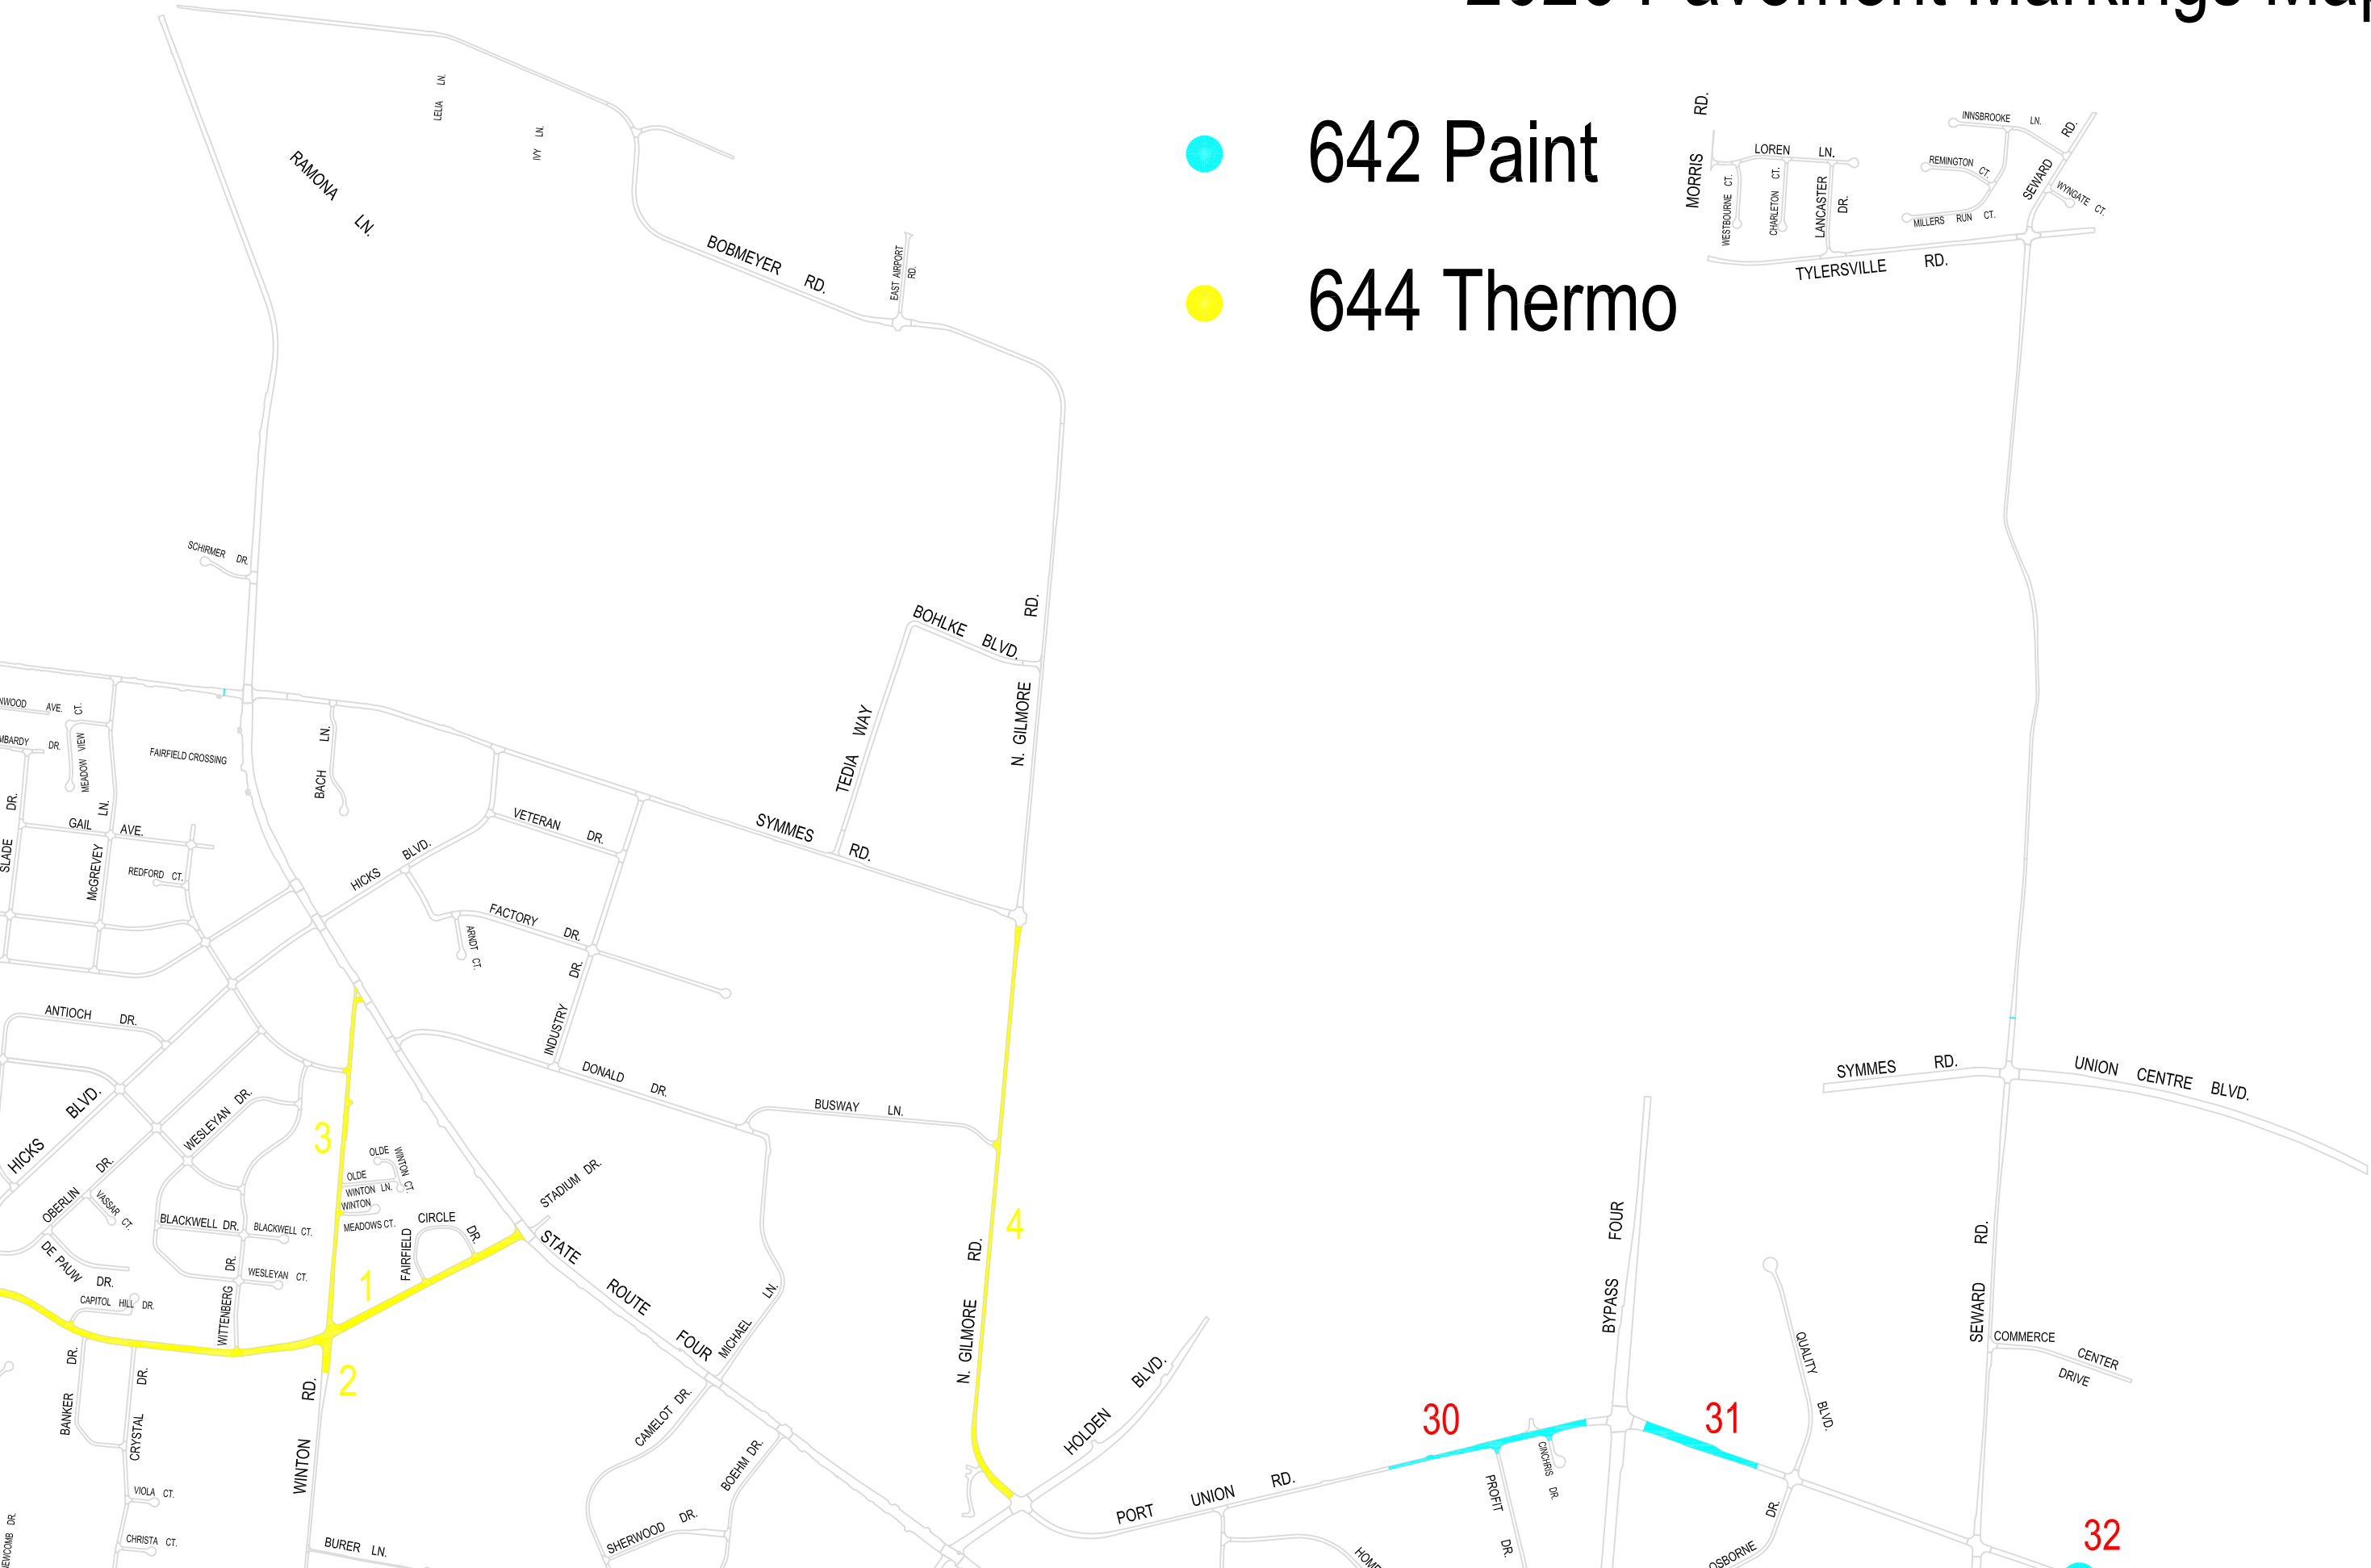 642 Paint
644 Thermo
MORRIS RD.
LOREN LN.
WESTBOURNE CT.
CHARLETON CT.
LANCASTER DR.
INNSBROOKE LN.
REMINGTON CT.
MILLERS RUN CT.
SEWARD RD.
WYNGATE CT.
TYLERSVILLE RD.
LELIA LN.
IVY LN.
RAMONA LN.
BOBMEYER RD.
EAST AIRPORT RD.
SCHIRMER DR.
BOHLKE BLVD.
N. GILMORE RD.
TEDIA WAY
SYMMES RD.
AVE.
MEADOW VIEW CT.
DR.
FAIRFIELD CROSSING
BACH LN.
SLADE DR.
GAIL AVE.
McGREVEY LN.
REDFORD CT.
HICKS BLVD.
VETERAN DR.
FACTORY DR.
ARNDT CT.
INDUSTRY DR.
ANTIOCH DR.
DONALD DR.
BUSWAY LN.
HICKS BLVD.
WESLEYAN DR.
OBERLIN DR.
VASSAR CT.
DE PAUW DR.
BLACKWELL DR.
BLACKWELL CT.
WESLEYAN CT.
WITTENBERG DR.
CAPITOL HILL DR.
3
OLDE WINTON CT.
OLDE WINTON LN.
WINTON MEADOWS CT.
FAIRFIELD CIRCLE DR.
STADIUM DR.
1
2
4
STATE ROUTE FOUR
MICHAEL LN.
N. GILMORE RD.
BANKER DR.
CRYSTAL DR.
WINTON RD.
VIOLA CT.
CHRISTA CT.
BURER LN.
CAMELOT DR.
BOEHM DR.
SHERWOOD DR.
HOLDEN BLVD.
PORT UNION RD.
30
31
32
BYPASS FOUR
CINCHRIS DR.
PROFIT DR.
QUALITY BLVD.
OSBORNE DR.
SYMMES RD.
UNION CENTRE BLVD.
SEWARD RD.
COMMERCE CENTER DRIVE